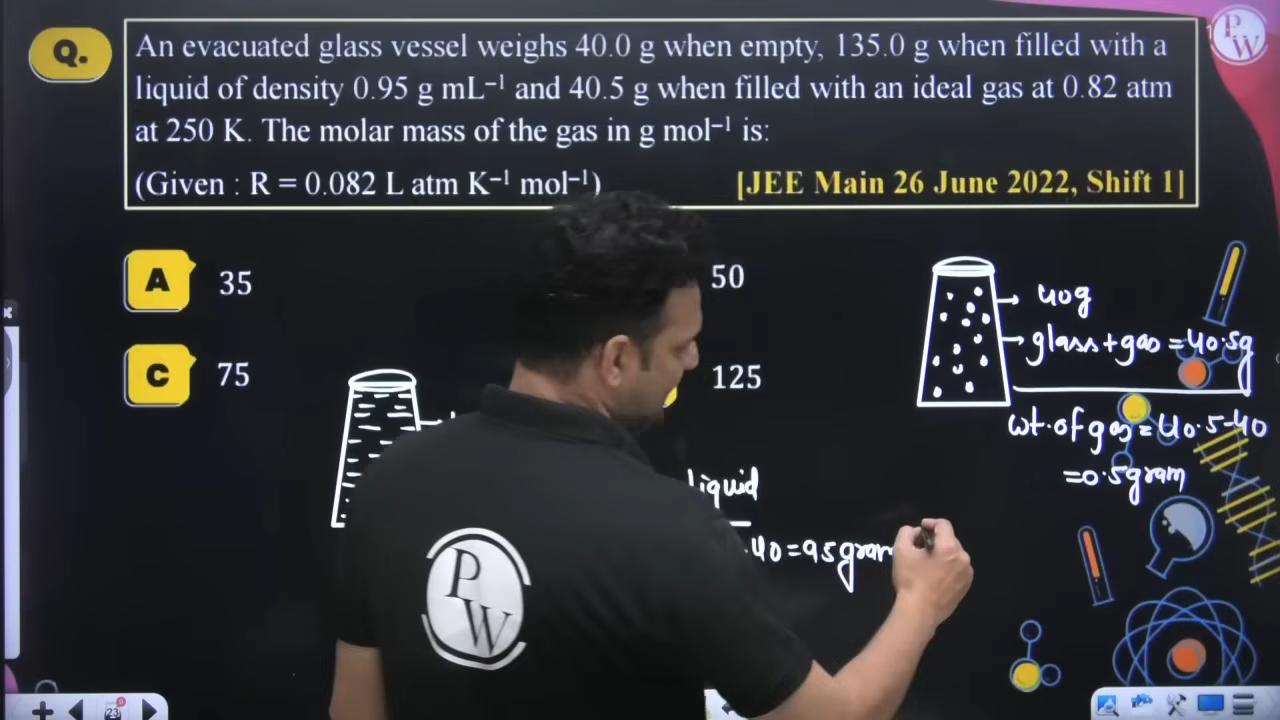 Q.
An evacuated glass vessel weighs 40.0 g when empty, 135.0 g when filled with a
liquid of density 0.95 g mL⁻¹ and 40.5 g when filled with an ideal gas at 0.82 atm
at 250 K. The molar mass of the gas in g mol⁻¹ is:
(Given : R = 0.082 L atm K⁻¹ mol⁻¹) [JEE Main 26 June 2022, Shift 1]
A 35
50
C 75
125
→ 40g
→ glass+gas = 40.5g
wt. of gas = 40.5-40
= 0.5gram
liquid
40 = 95gram
PW
PW
23